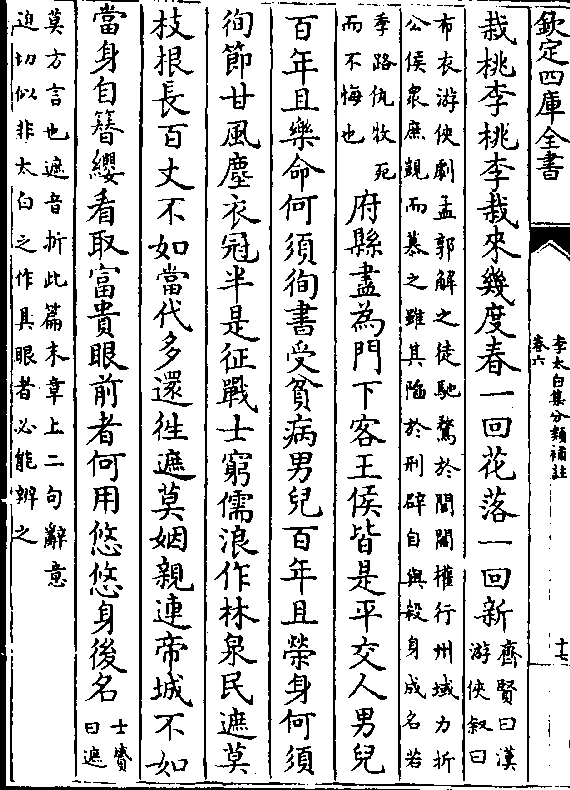 欽定四庫全書
李太白集分類補註
卷六
十七
栽桃李桃李栽來幾度春一回花落一回新
齊賢曰漢
游俠叙曰
布衣游俠劇孟郭解之徒馳騖於閭閻權行州域力折
公侯衆庶覬而慕之雖其陷於刑辟自與殺身成名若
季路仇牧死
而不悔也
府縣盡為門下客王侯皆是平交人男兒
百年且樂命何須徇書受貧病男兒百年且榮身何須
徇節甘風塵衣冠半是征戰士窮儒浪作林泉民遮莫
枝根長百丈不如當代多還徃遮莫姻親連帝城不如
當身自簪纓看取富貴眼前者何用悠悠身後名
士贇
曰遮
莫方言也遮音折此篇末章上二句辭意
迫切似非太白之作具眼者必能辨之